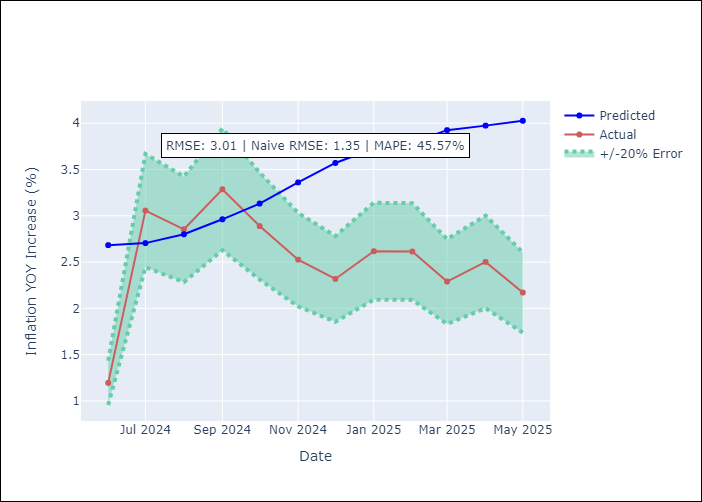 Predicted
Actual
+/-20% Error
RMSE: 3.01 | Naive RMSE: 1.35 | MAPE: 45.57%
Inflation YOY Increase (%)
4
3.5
3
2.5
2
1.5
1
Jul 2024
Sep 2024
Nov 2024
Jan 2025
Mar 2025
May 2025
Date